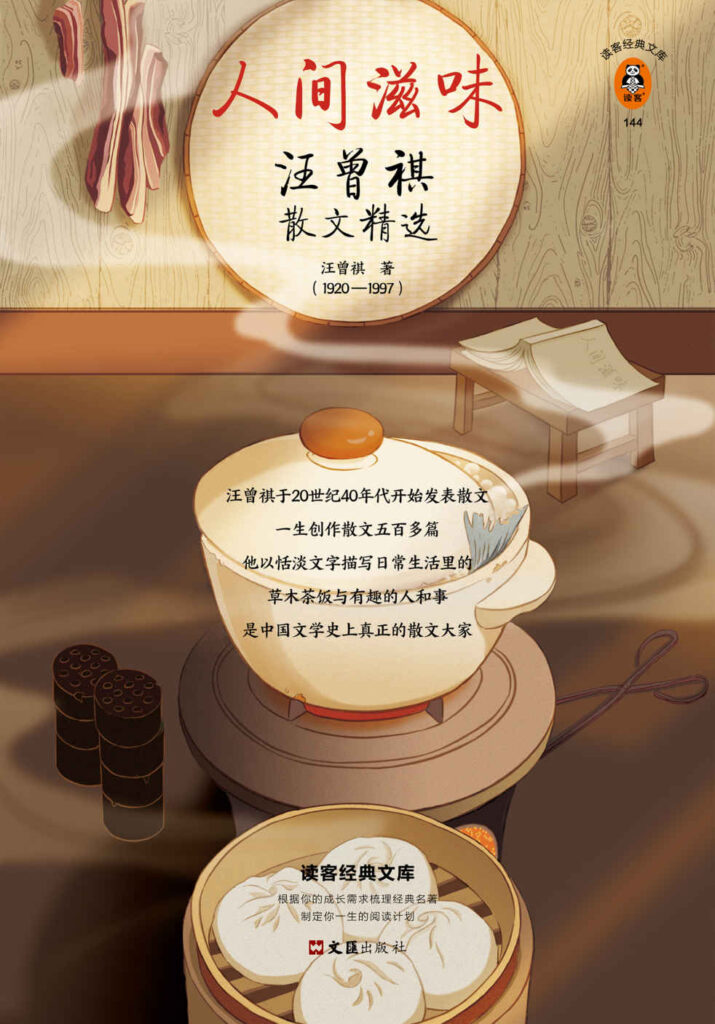 人间滋味
汪曾祺
散文精选
汪曾祺 著
(1920—1997)
读客经典文库
读客
144
人间滋味
汪曾祺于20世纪40年代开始发表散文
一生创作散文五百多篇
他以恬淡文字描写日常生活里的
草木茶饭与有趣的人和事
是中国文学史上真正的散文大家
读客经典文库
根据你的成长需求梳理经典名著
制定你一生的阅读计划
文匯出版社